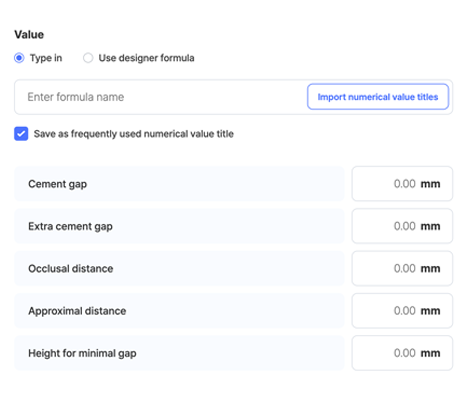 Value
Type in
Use designer formula
Enter formula name
Import numerical value titles
Save as frequently used numerical value title
Cement gap
0.00 mm
Extra cement gap
0.00 mm
Occlusal distance
0.00 mm
Approximal distance
0.00 mm
Height for minimal gap
0.00 mm